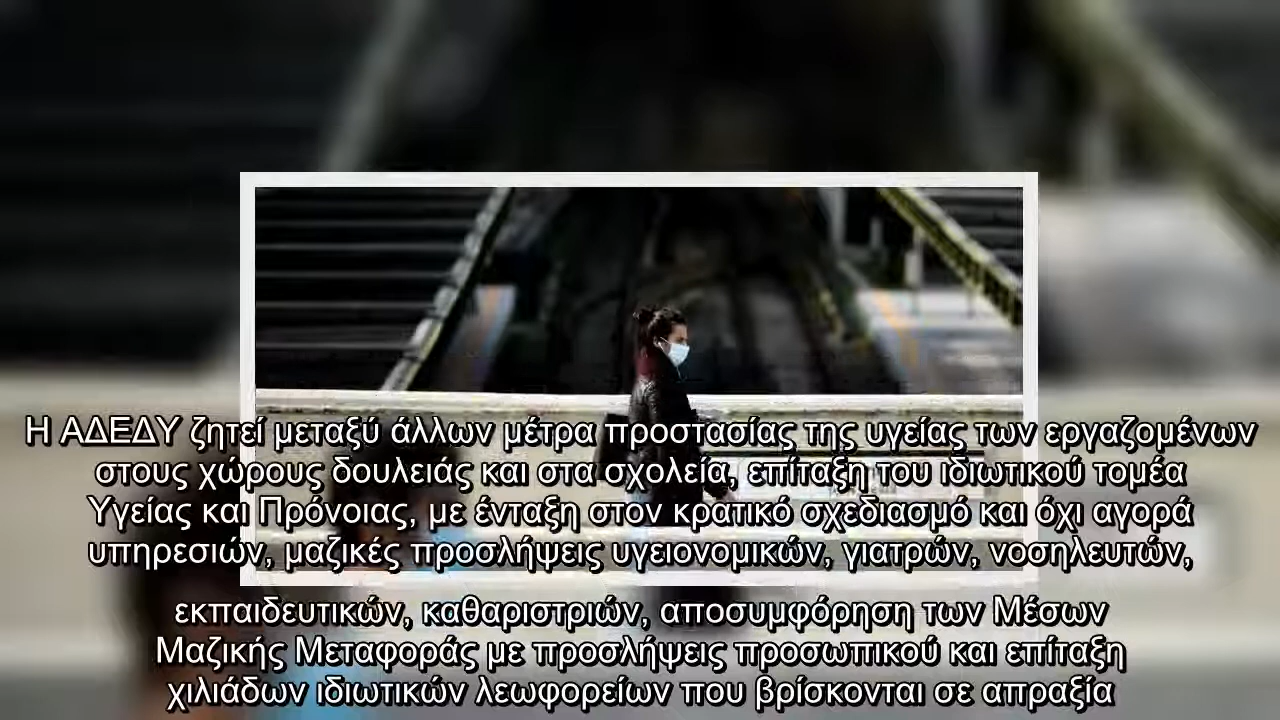 Η ΑΔΕΔΥ ζητεί μεταξύ άλλων μέτρα προστασίας της υγείας των εργαζομένων
στους χώρους δουλειάς και στα σχολεία, επίταξη του ιδιωτικού τομέα
Υγείας και Πρόνοιας, με ένταξη στον κρατικό σχεδιασμό και όχι αγορά
υπηρεσιών, μαζικές προσλήψεις υγειονομικών, γιατρών, νοσηλευτών,
εκπαιδευτικών, καθαριστριών, αποσυμφόρηση των Μέσων
Μαζικής Μεταφοράς με προσλήψεις προσωπικού και επίταξη
χιλιάδων ιδιωτικών λεωφορείων που βρίσκονται σε απραξία